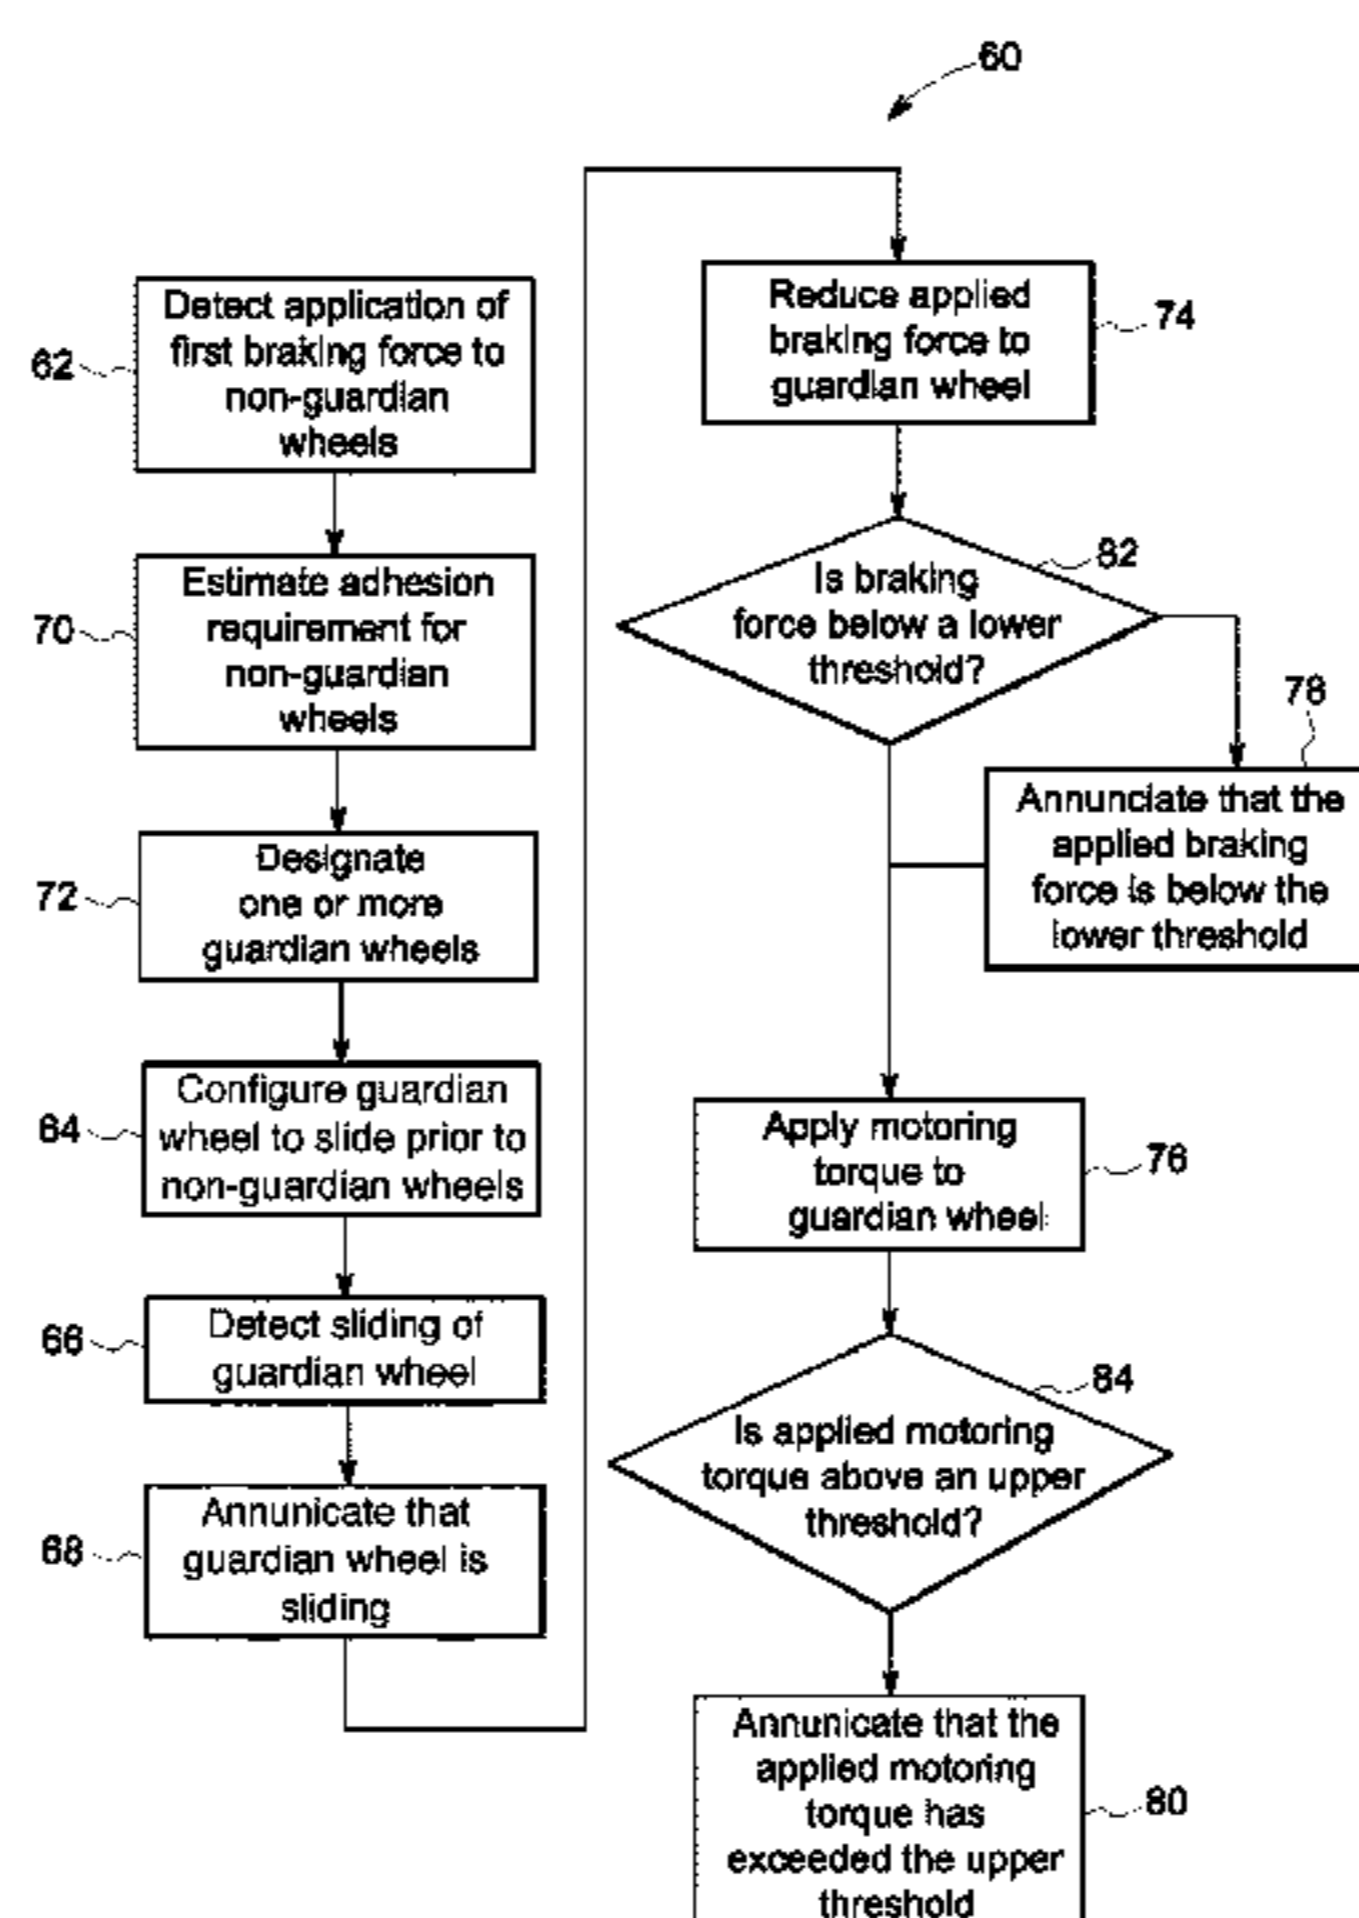 60
Detect application of
first braking force to
non-guardian
wheels
62
Estimate adhesion
requirement for
non-guardian
wheels
70
Designate
one or more
guardian wheels
72
Configure guardian
wheel to slide prior to
non-guardian wheels
64
Detect sliding of
guardian wheel
66
Annunicate that
guardian wheel is
sliding
68
Reduce applied
braking force to
guardian wheel
74
Is braking
force below a lower
threshold?
82
78
Annunciate that the
applied braking
force is below the
lower threshold
Apply motoring
torque to
guardian wheel
76
Is applied motoring
torque above an upper
threshold?
84
Annunicate that the
applied motoring
torque has
exceeded the upper
threshold
80